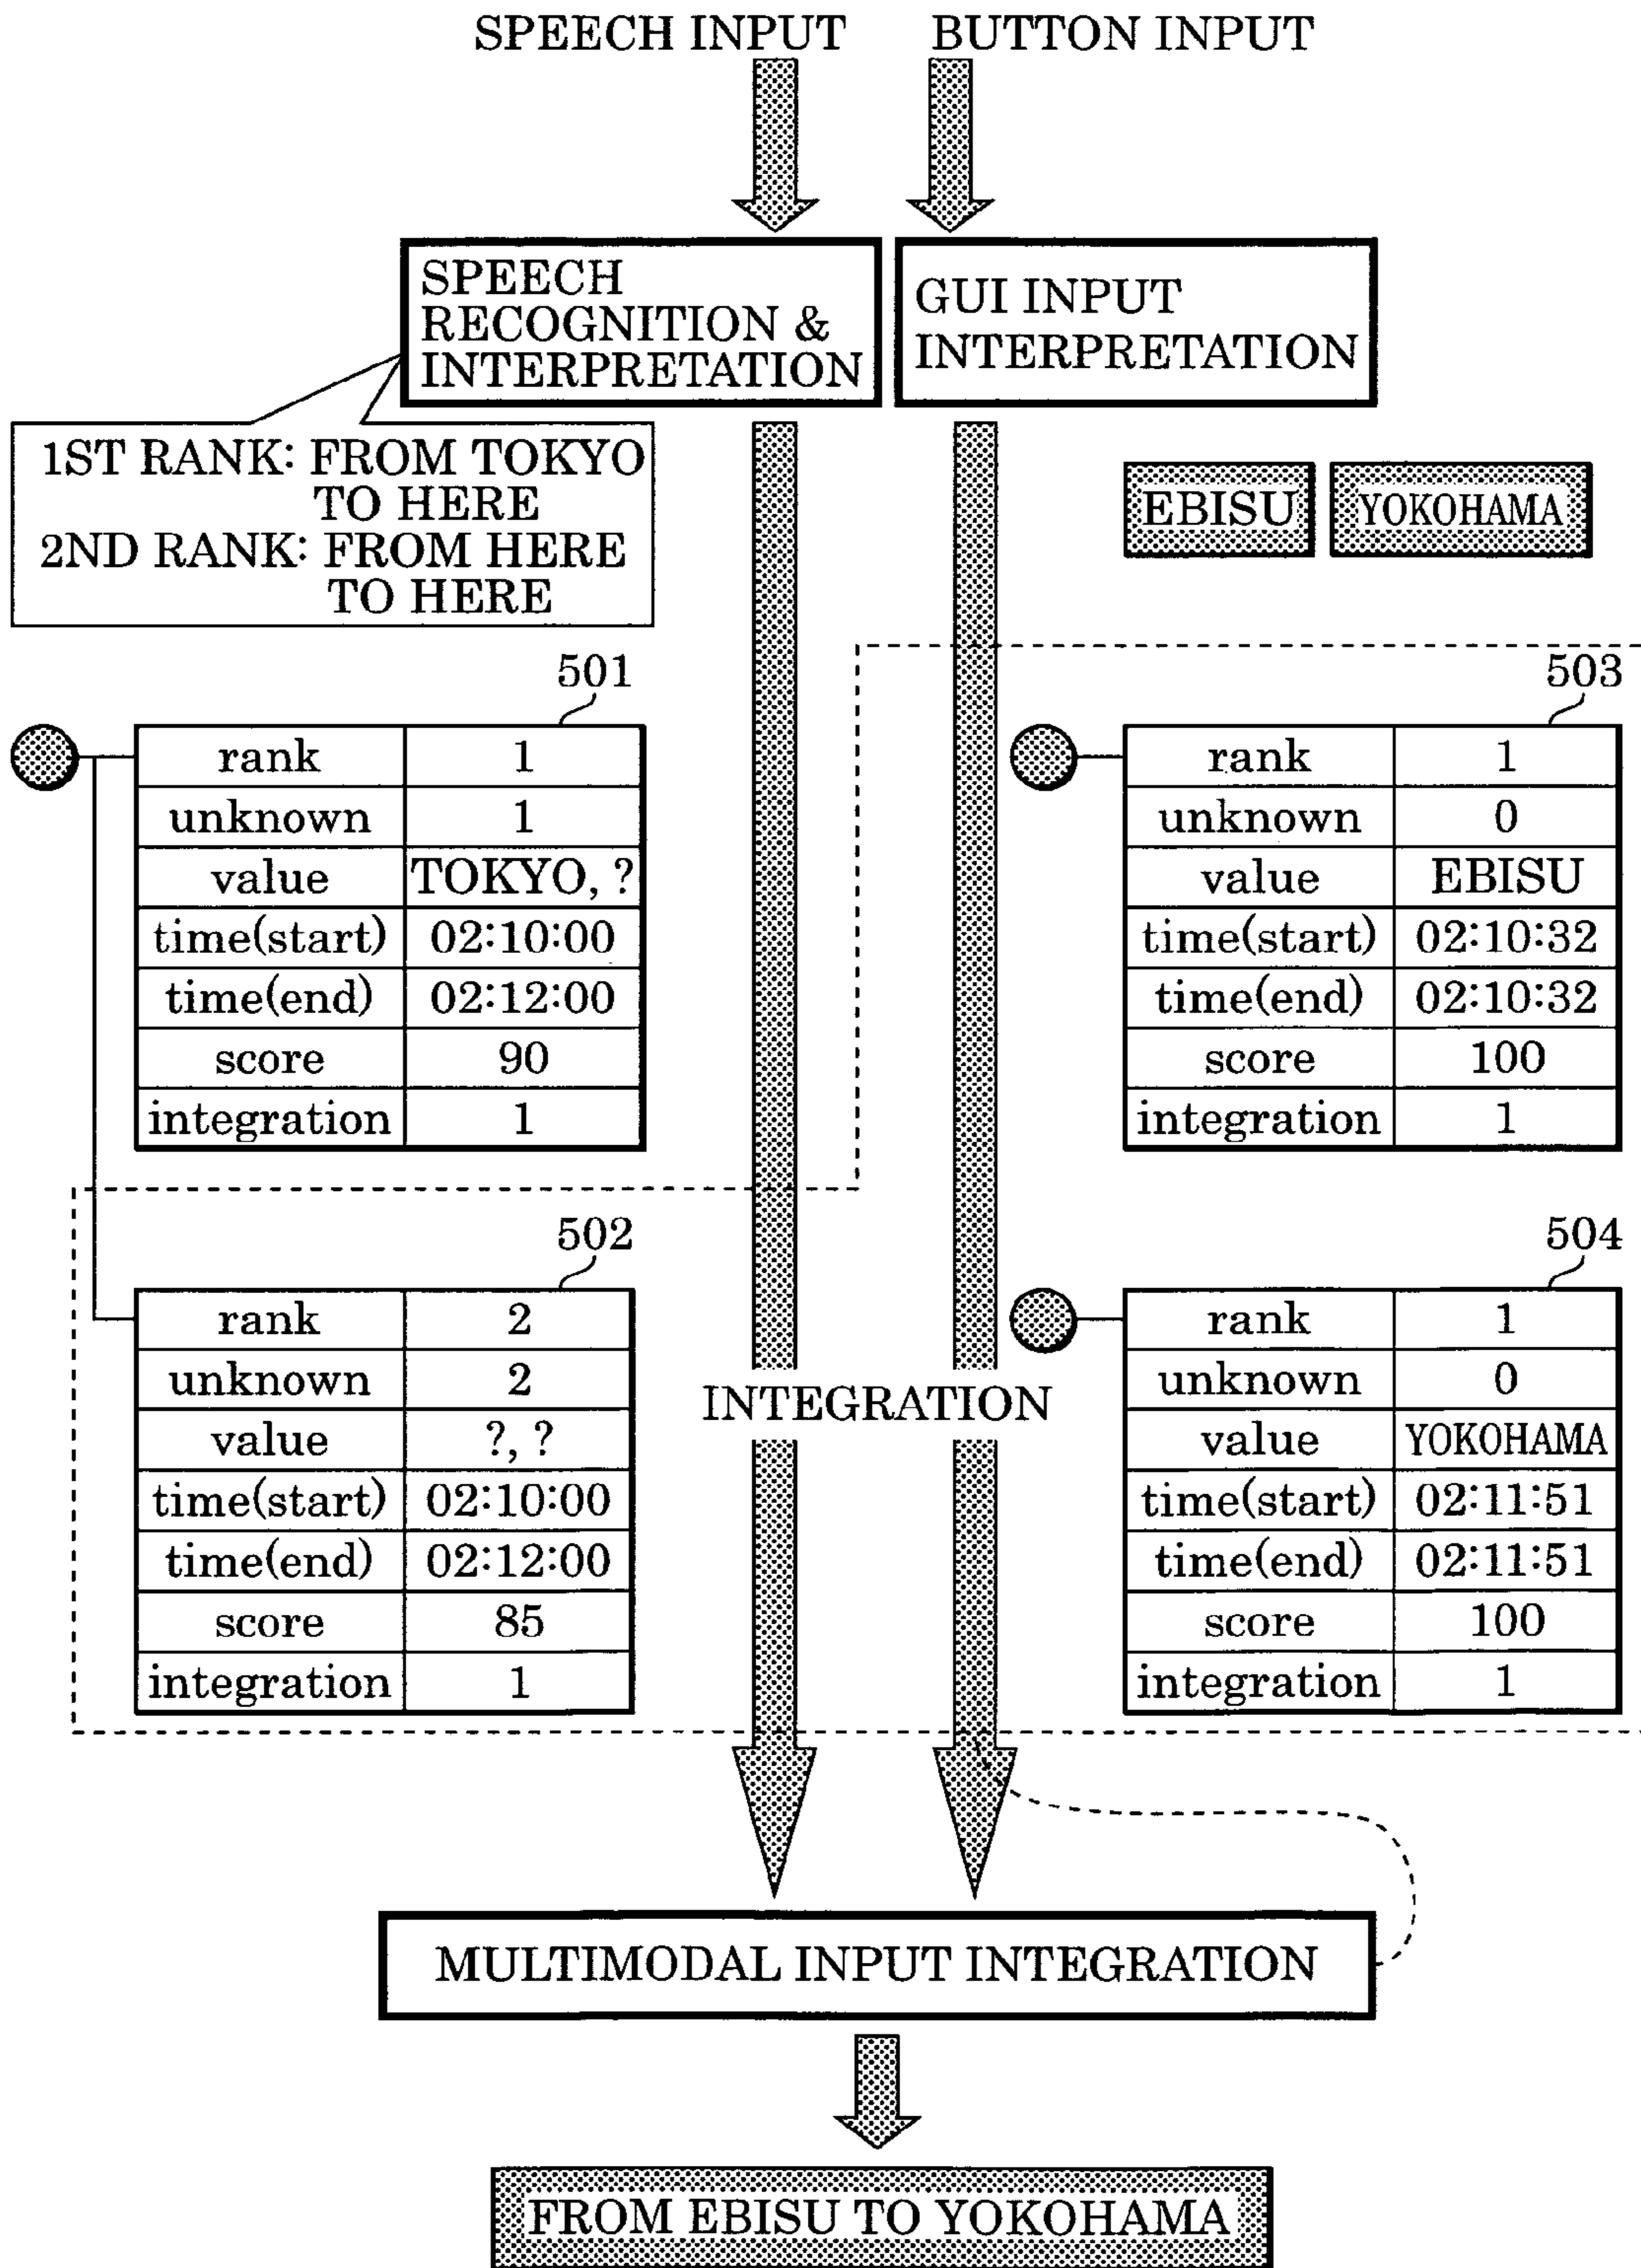 SPEECH INPUT
BUTTON INPUT
SPEECH
RECOGNITION &
INTERPRETATION
GUI INPUT
INTERPRETATION
1ST RANK: FROM TOKYO
TO HERE
2ND RANK: FROM HERE
TO HERE
EBISU
YOKOHAMA
501
rank 1
unknown 1
value TOKYO, ?
time(start) 02:10:00
time(end) 02:12:00
score 90
integration 1
503
rank 1
unknown 0
value EBISU
time(start) 02:10:32
time(end) 02:10:32
score 100
integration 1
502
rank 2
unknown 2
value ?, ?
time(start) 02:10:00
time(end) 02:12:00
score 85
integration 1
INTEGRATION
504
rank 1
unknown 0
value YOKOHAMA
time(start) 02:11:51
time(end) 02:11:51
score 100
integration 1
MULTIMODAL INPUT INTEGRATION
FROM EBISU TO YOKOHAMA